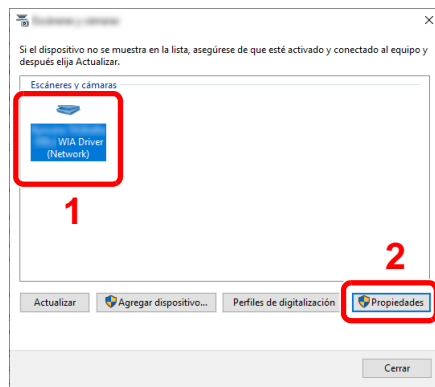 Si el dispositivo no se muestra en la lista, asegúrese de que esté activado y conectado al equipo y
después elija Actualizar.
Escáneres y cámaras
WIA Driver
(Network)
1
2
Actualizar
Agregar dispositivo...
Perfiles de digitalización
Propiedades
Cerrar